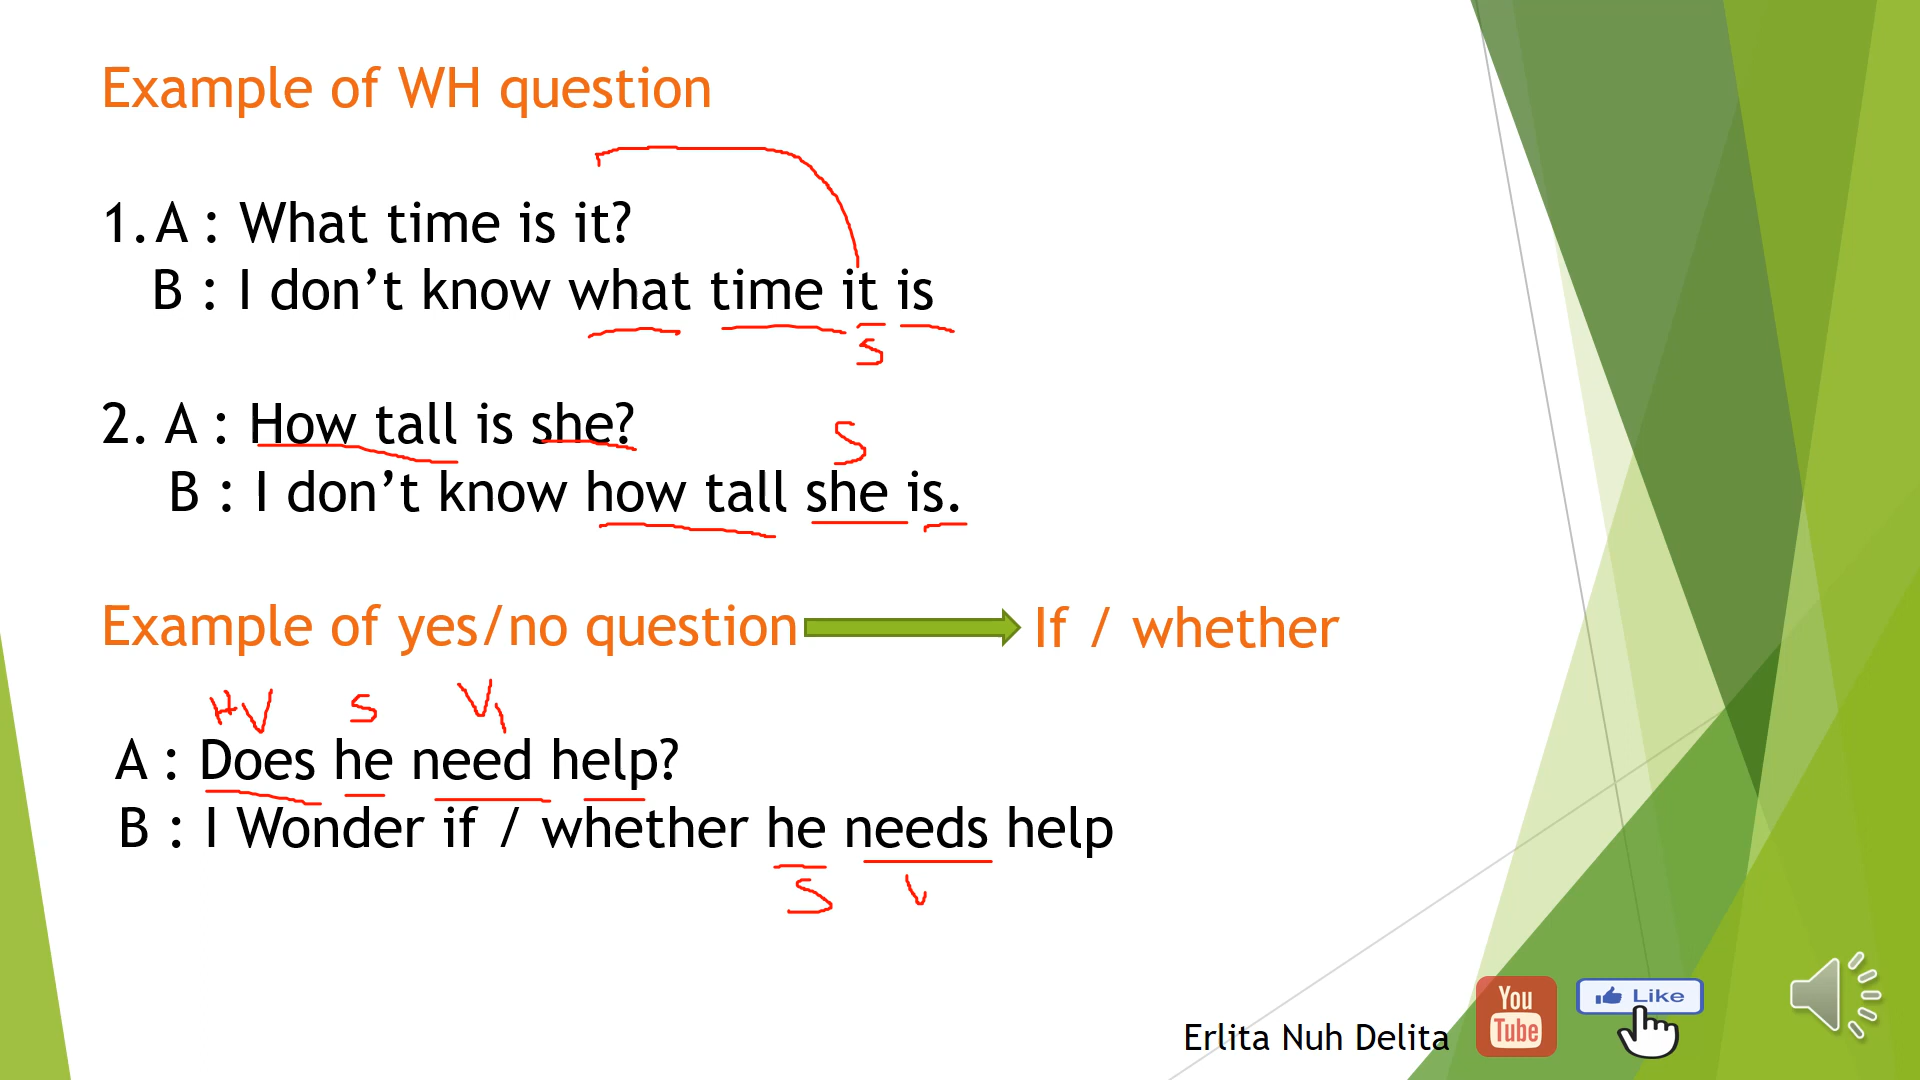 Example of WH question
1. A : What time is it?
B : I don’t know what time it is
S
S
2. A : How tall is she?
B : I don’t know how tall she is.
Example of yes/no question If / whether
HV S V1
A : Does he need help?
B : I Wonder if / whether he needs help
S V
Erlita Nuh Delita You Tube Like